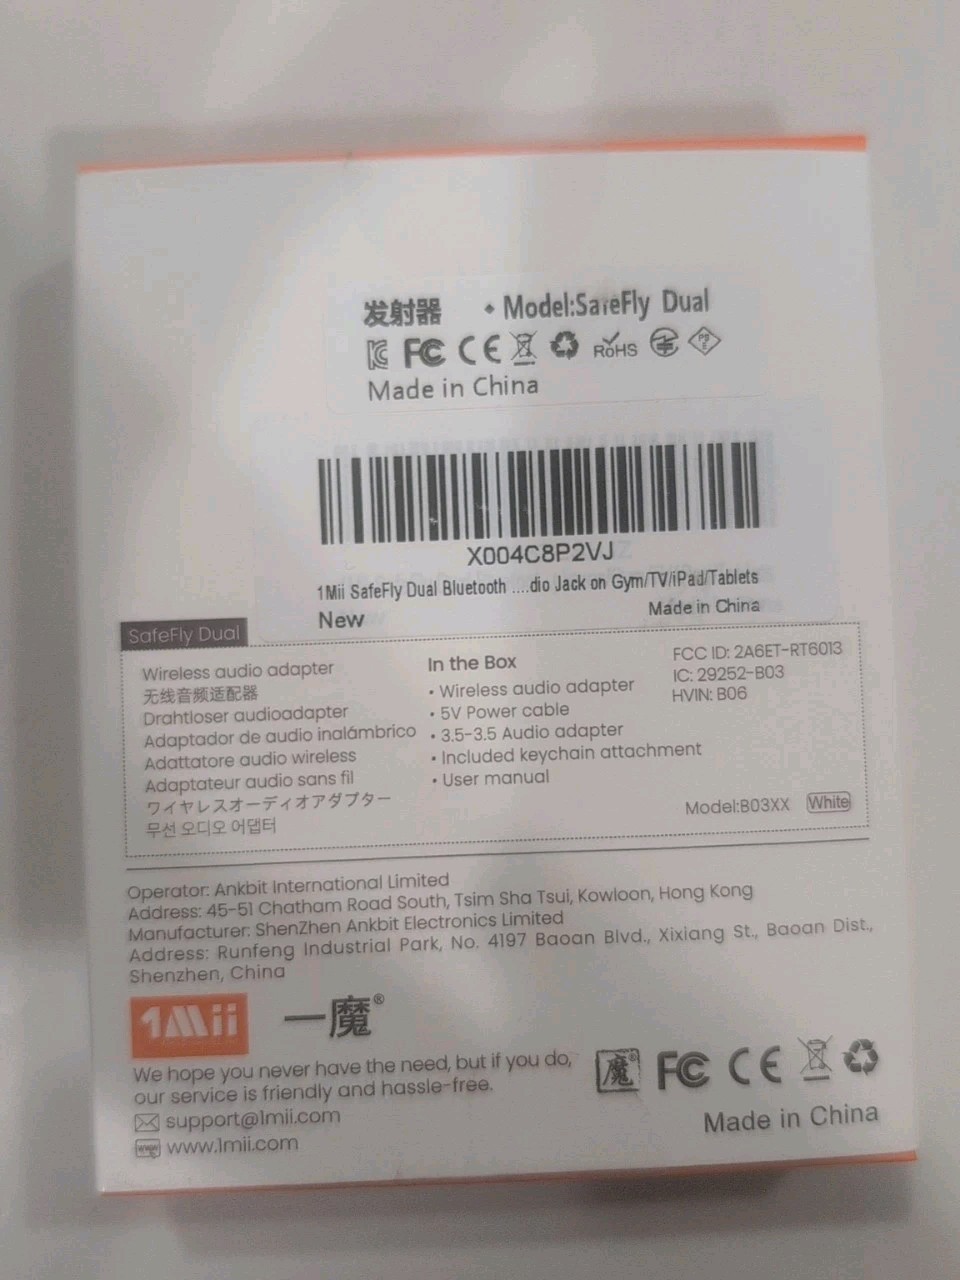 发射器 • Model:SafeFly Dual
FC CE RoHS PSE
Made in China
X004C8P2VJ
1Mii SafeFly Dual Bluetooth ....dio Jack on Gym/TV/iPad/Tablets
New Made in China
SafeFly Dual
Wireless audio adapter
无线音频适配器
Drahtloser audioadapter
Adaptador de audio inalámbrico
Adattatore audio wireless
Adaptateur audio sans fil
ワイヤレスオーディオアダプター
무선 오디오 어댑터
In the Box
• Wireless audio adapter
• 5V Power cable
• 3.5-3.5 Audio adapter
• Included keychain attachment
• User manual
FCC ID: 2A6ET-RT6013
IC: 29252-B03
HVIN: B06
Model:B03XX White
Operator: Ankbit International Limited
Address: 45-51 Chatham Road South, Tsim Sha Tsui, Kowloon, Hong Kong
Manufacturer: ShenZhen Ankbit Electronics Limited
Address: Runfeng Industrial Park, No. 4197 Baoan Blvd., Xixiang St., Baoan Dist.,
Shenzhen, China
1Mii 一魔®
We hope you never have the need, but if you do,
our service is friendly and hassle-free.
support@1mii.com
www.1mii.com
魔® FC CE
Made in China